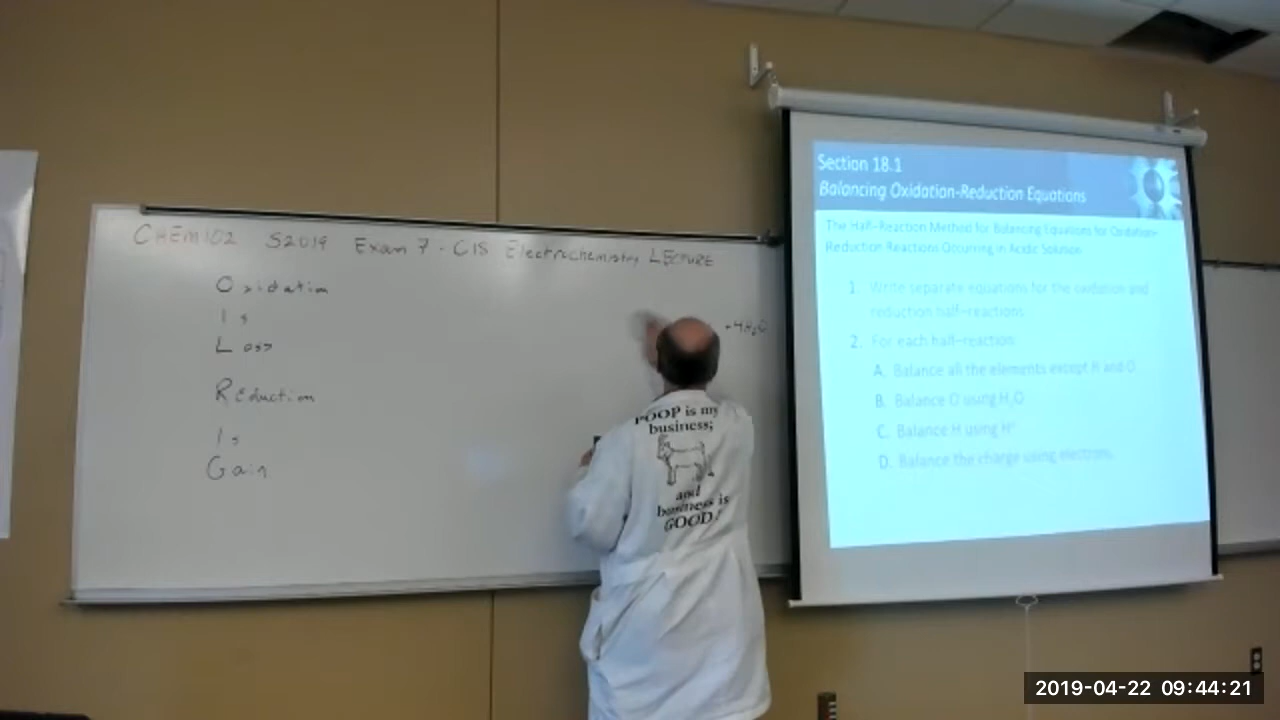 CHEM102 S2019 Exam 7 - C18 Electrochemistry LECTURE
Oxidation
Is
Loss
REduction
Is
Gain
+4H₂O
POOP is my
business;
and
business is
GOOD!
Section 18.1
Balancing Oxidation-Reduction Equations
The Half–Reaction Method for Balancing Equations for Oxidation–
Reduction Reactions Occurring in Acidic Solution
1. Write separate equations for the oxidation and
reduction half–reactions.
2. For each half–reaction:
A. Balance all the elements except H and O.
B. Balance O using H₂O.
C. Balance H using H⁺.
D. Balance the charge using electrons.
2019-04-22 09:44:21